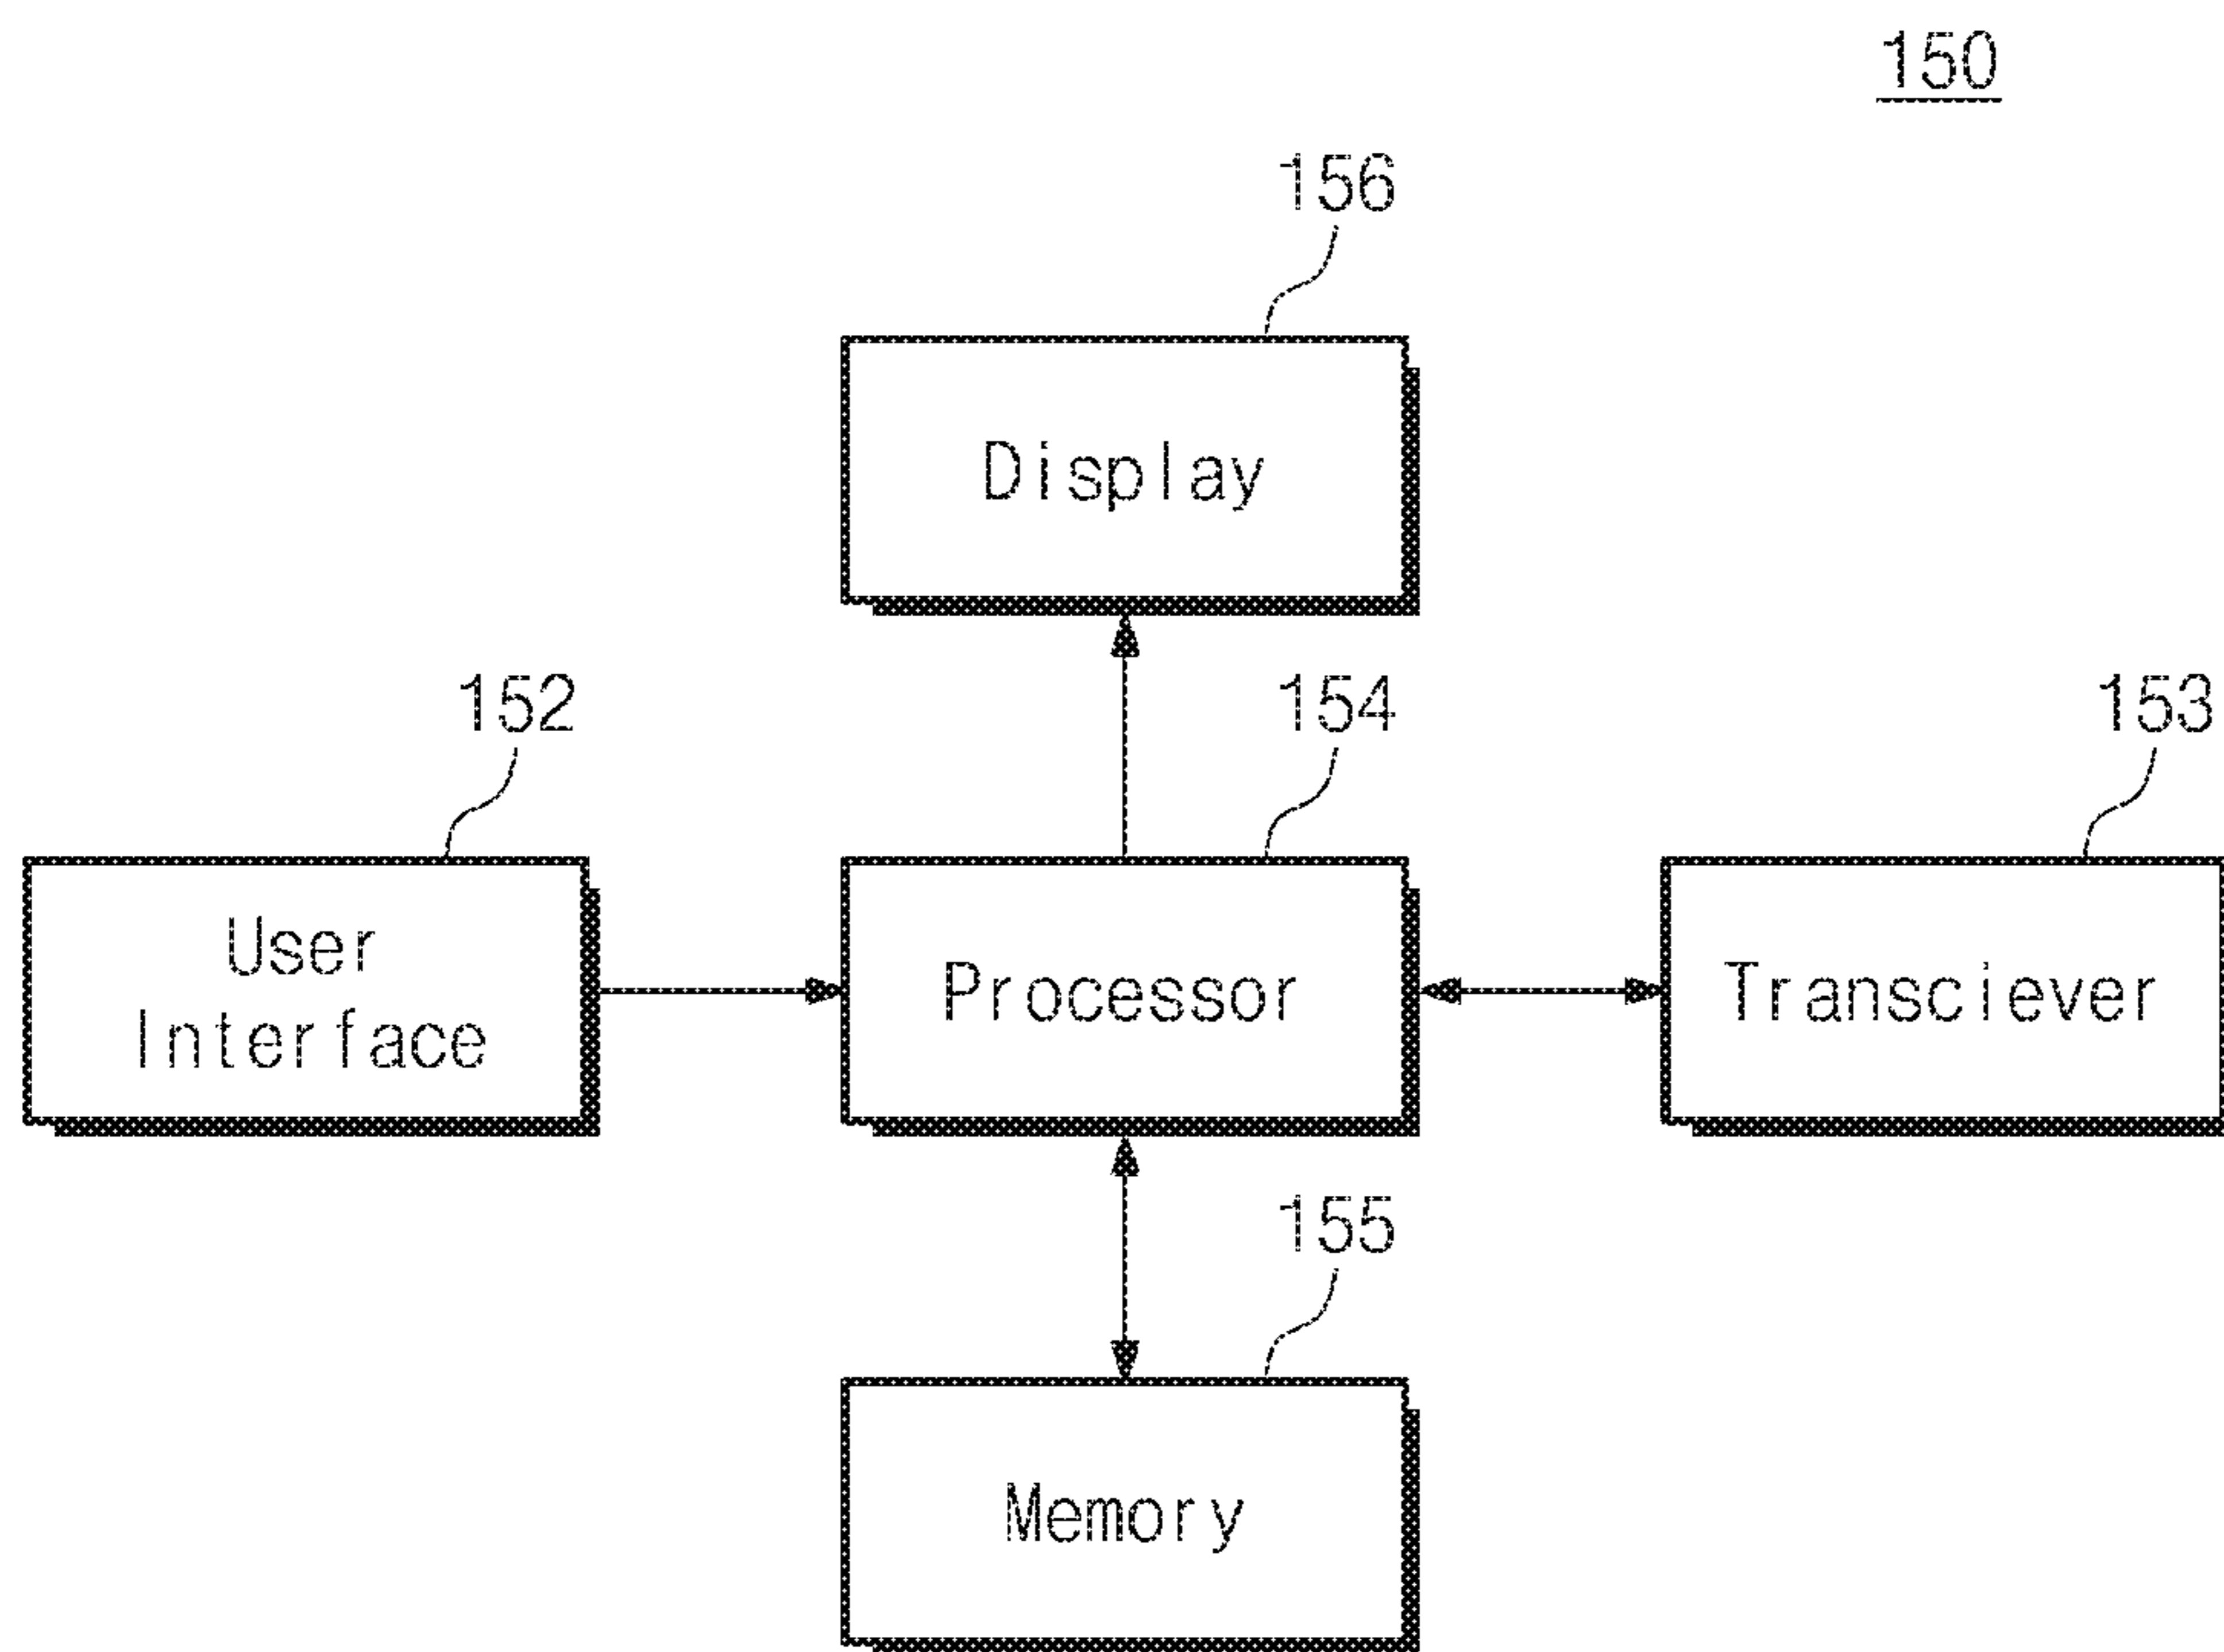 150
156
Display
152
154
153
User
Interface
Processor
Transciever
155
Memory